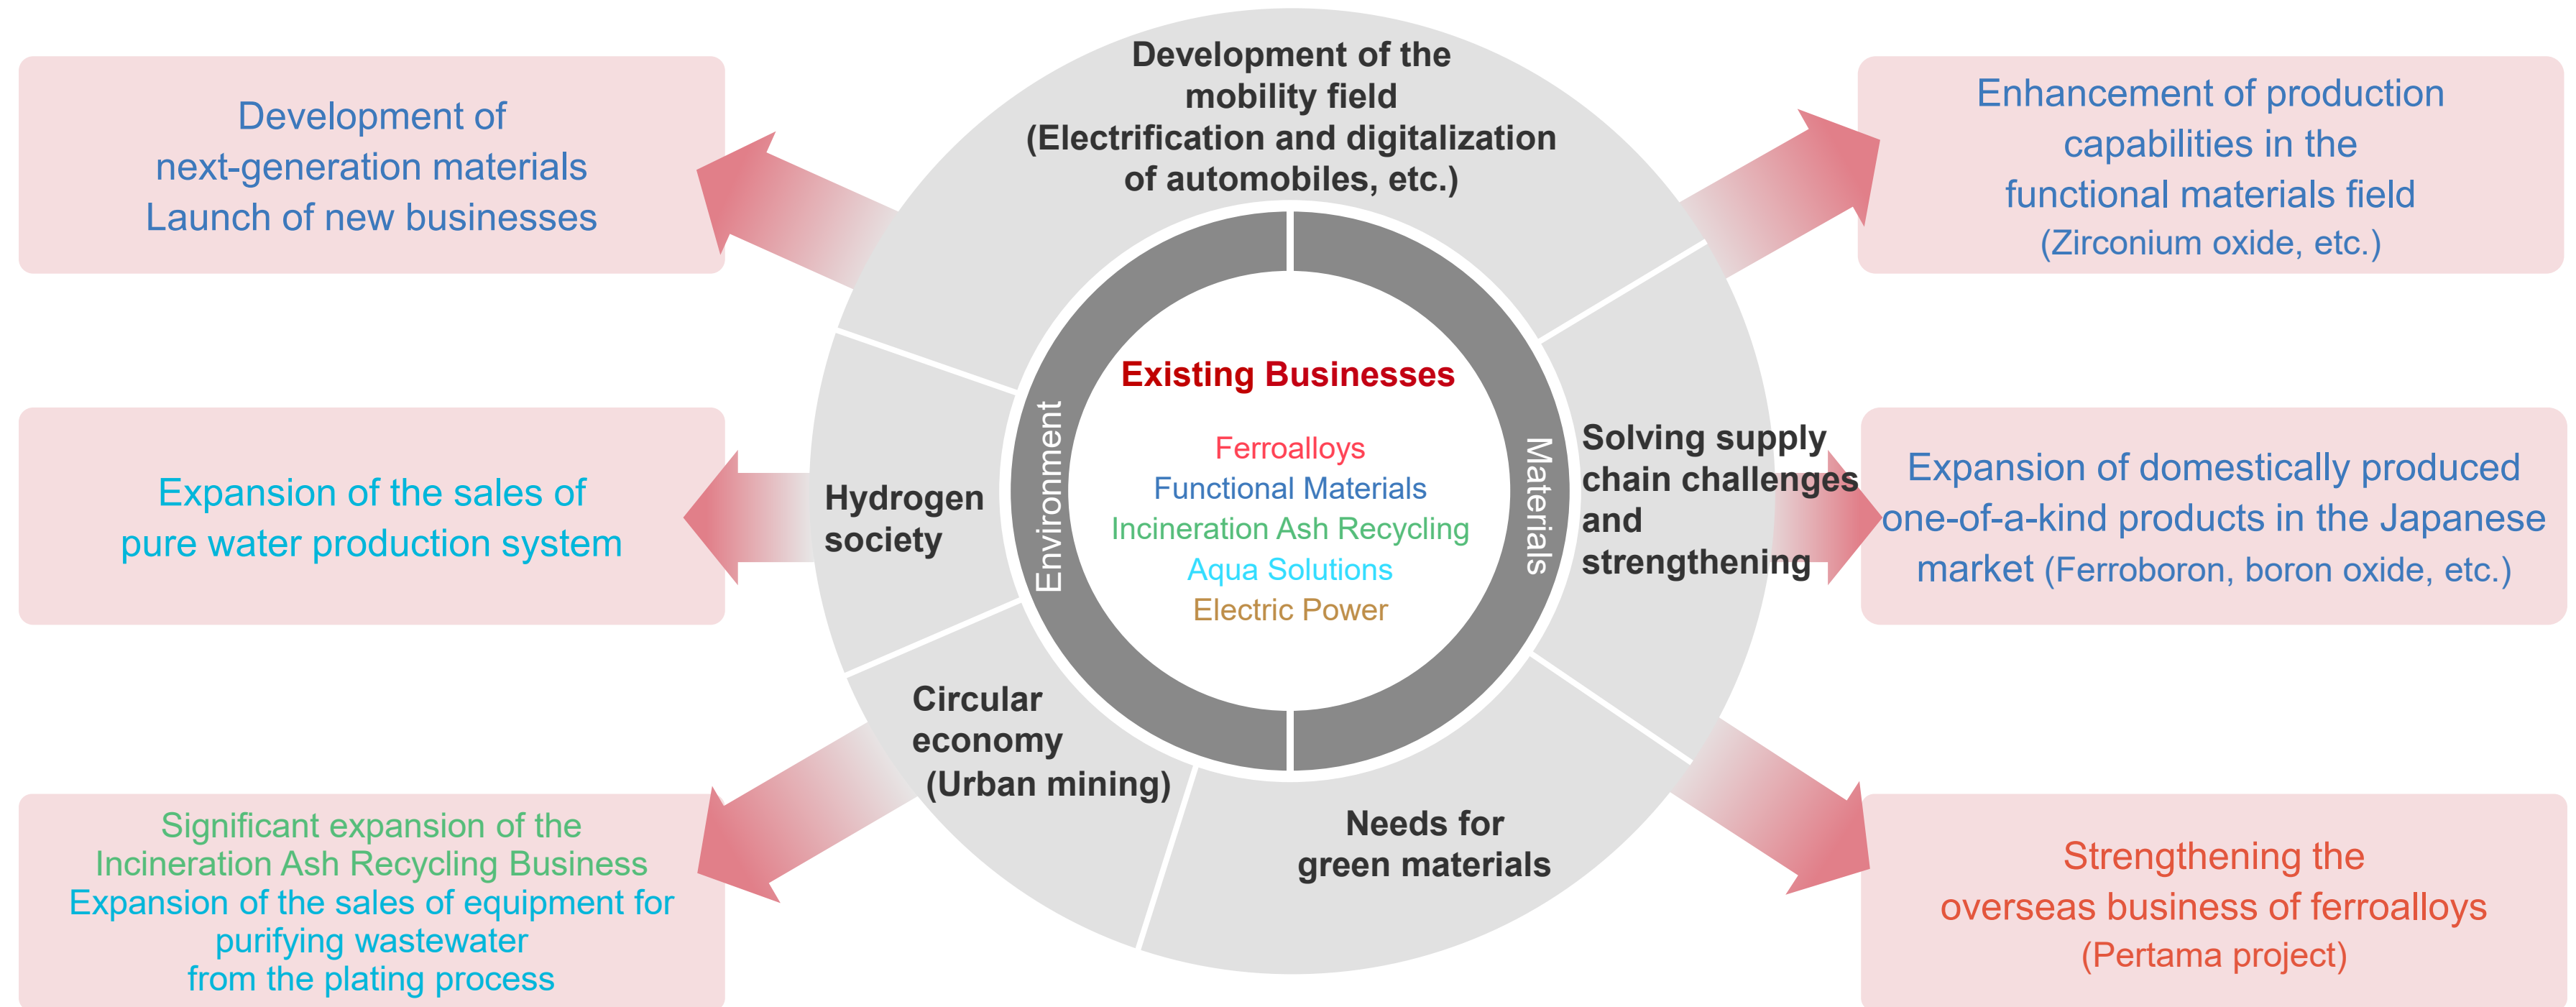 Development of the
mobility field
(Electrification and digitalization
of automobiles, etc.)
Development of
next-generation materials
Launch of new businesses
Enhancement of production
capabilities in the
functional materials field
(Zirconium oxide, etc.)
Existing Businesses
Ferroalloys
Functional Materials
Incineration Ash Recycling
Aqua Solutions
Electric Power
Environment
Materials
Expansion of the sales of
pure water production system
Hydrogen
society
Solving supply
chain challenges
and
strengthening
Expansion of domestically produced
one-of-a-kind products in the Japanese
market (Ferroboron, boron oxide, etc.)
Circular
economy
(Urban mining)
Needs for
green materials
Significant expansion of the
Incineration Ash Recycling Business
Expansion of the sales of equipment for
purifying wastewater
from the plating process
Strengthening the
overseas business of ferroalloys
(Pertama project)